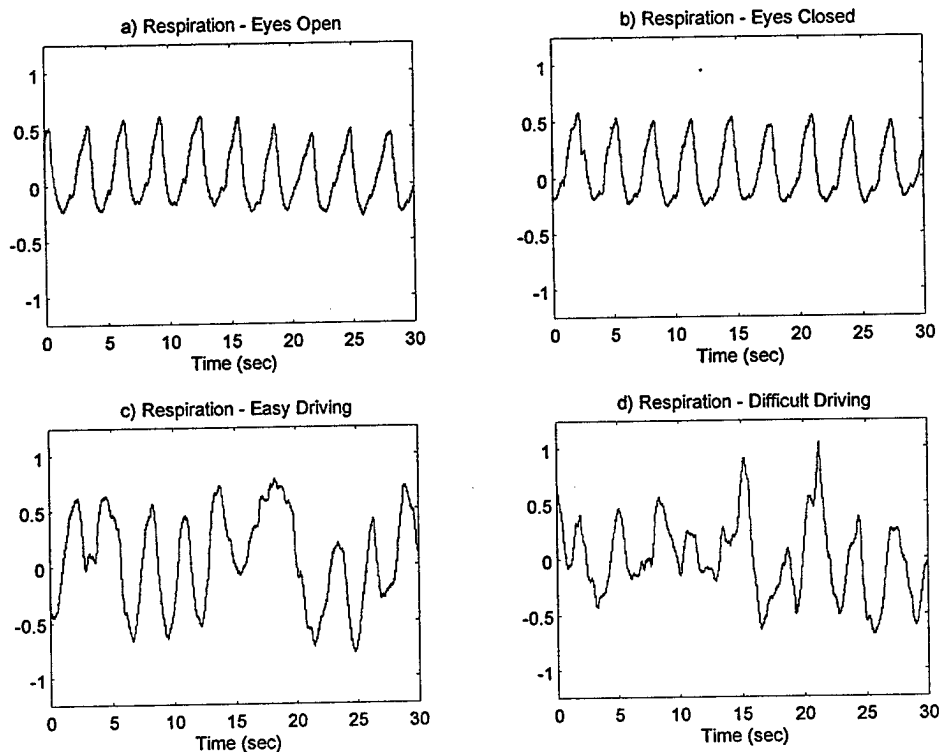 a) Respiration - Eyes Open
1
0.5
0
-0.5
-1
0 5 10 15 20 25 30
Time (sec)
b) Respiration - Eyes Closed
1
0.5
0
-0.5
-1
0 5 10 15 20 25 30
Time (sec)
c) Respiration - Easy Driving
1
0.5
0
-0.5
-1
0 5 10 15 20 25 30
Time (sec)
d) Respiration - Difficult Driving
1
0.5
0
-0.5
-1
0 5 10 15 20 25 30
Time (sec)